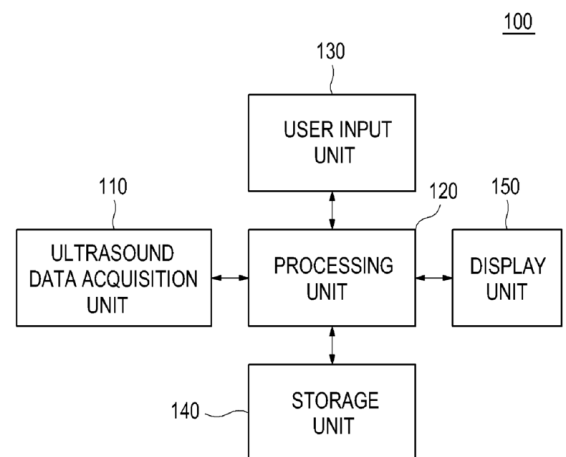 100
130
USER INPUT
UNIT
110
120
150
ULTRASOUND
DATA ACQUISITION
UNIT
PROCESSING
UNIT
DISPLAY
UNIT
140
STORAGE
UNIT